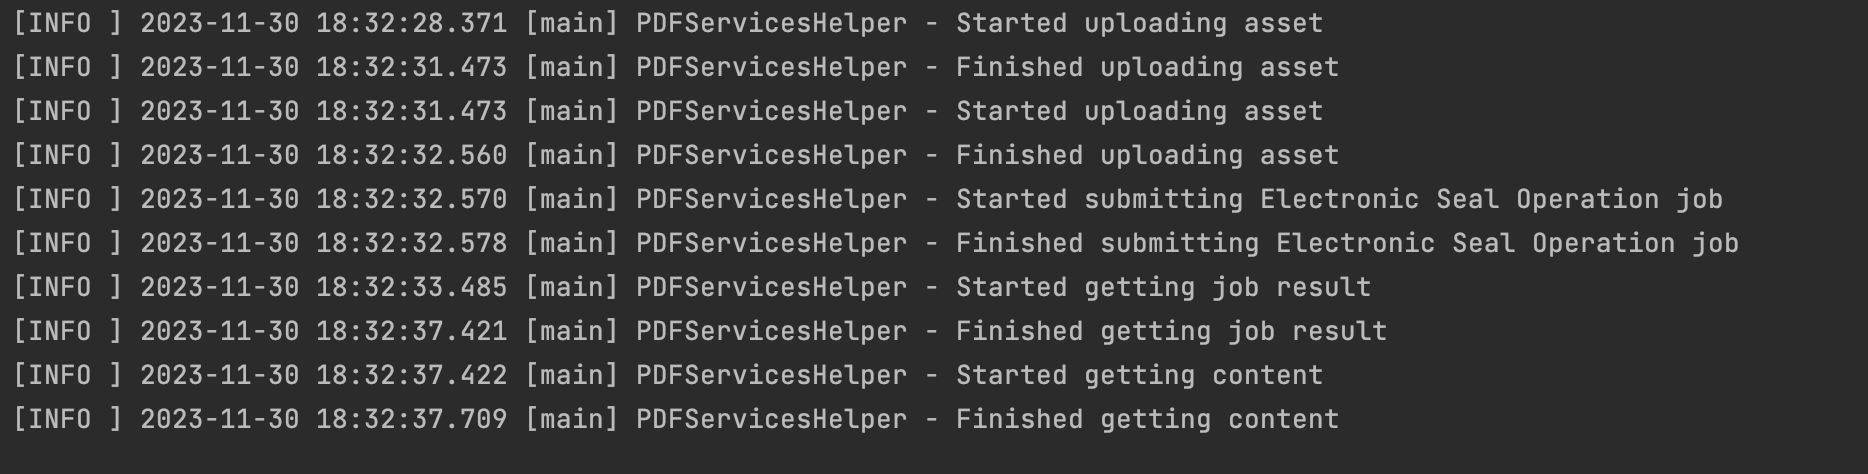 [INFO ] 2023-11-30 18:32:28.371 [main] PDFServicesHelper - Started uploading asset
[INFO ] 2023-11-30 18:32:31.473 [main] PDFServicesHelper - Finished uploading asset
[INFO ] 2023-11-30 18:32:31.473 [main] PDFServicesHelper - Started uploading asset
[INFO ] 2023-11-30 18:32:32.560 [main] PDFServicesHelper - Finished uploading asset
[INFO ] 2023-11-30 18:32:32.570 [main] PDFServicesHelper - Started submitting Electronic Seal Operation job
[INFO ] 2023-11-30 18:32:32.578 [main] PDFServicesHelper - Finished submitting Electronic Seal Operation job
[INFO ] 2023-11-30 18:32:33.485 [main] PDFServicesHelper - Started getting job result
[INFO ] 2023-11-30 18:32:37.421 [main] PDFServicesHelper - Finished getting job result
[INFO ] 2023-11-30 18:32:37.422 [main] PDFServicesHelper - Started getting content
[INFO ] 2023-11-30 18:32:37.709 [main] PDFServicesHelper - Finished getting content